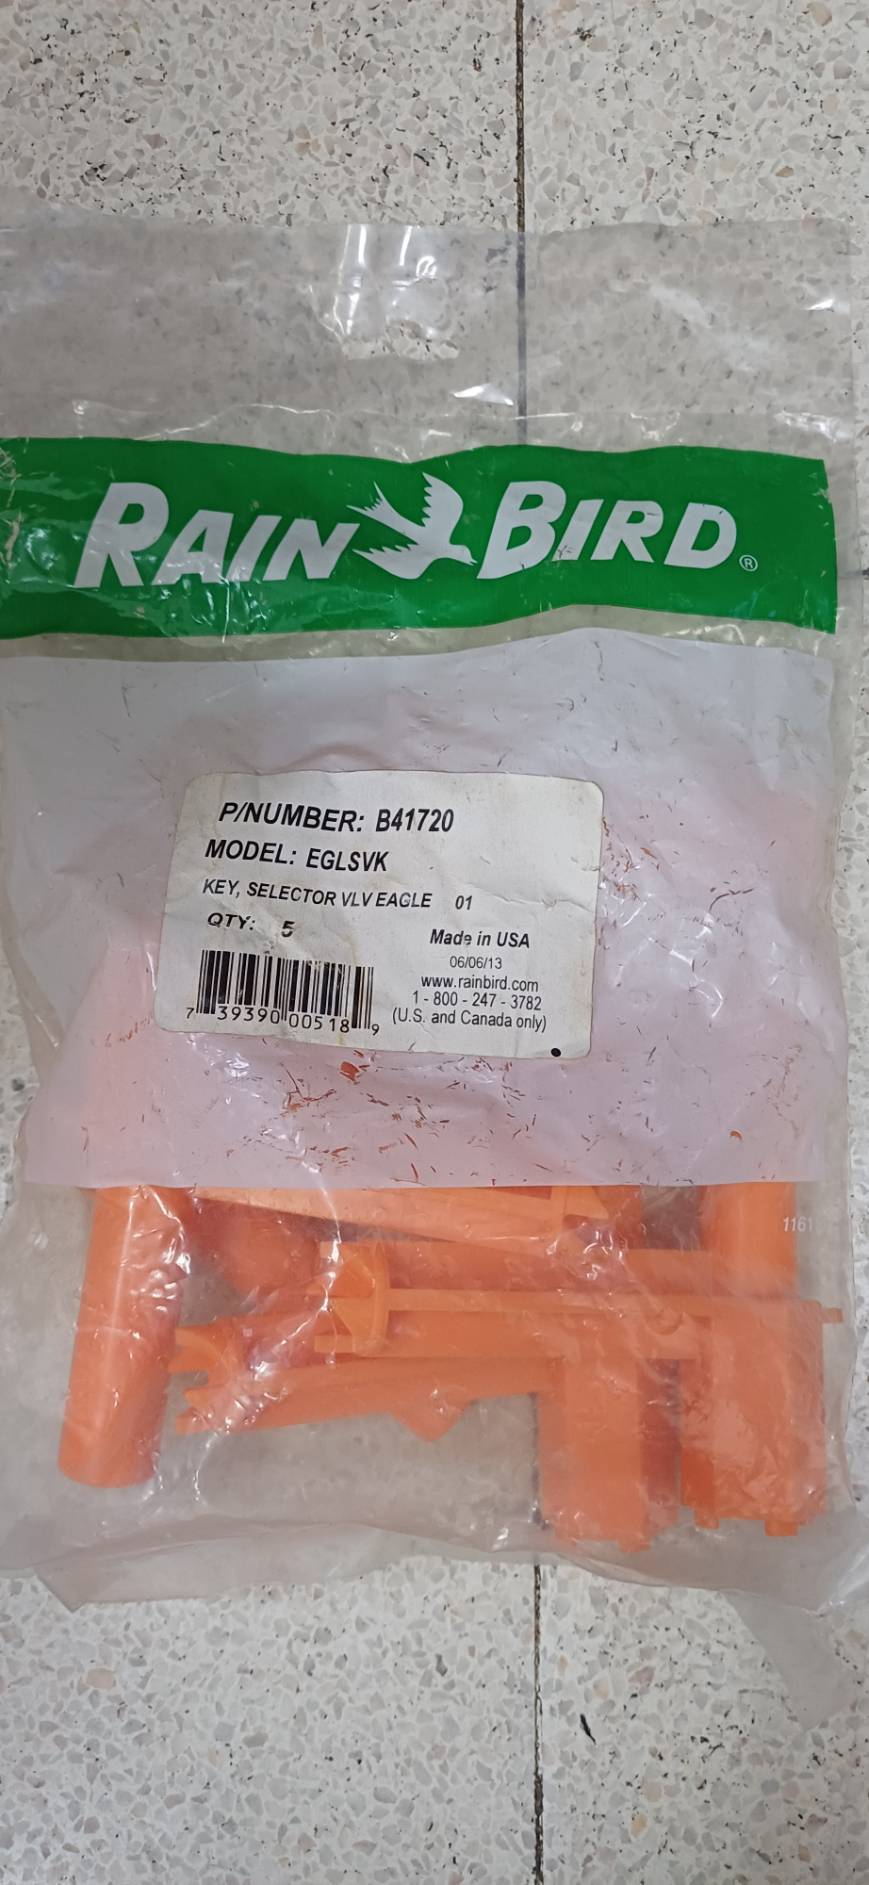 RAIN BIRD®
P/NUMBER: B41720
MODEL: EGLSVK
KEY, SELECTOR VLV EAGLE 01
QTY: 5
Made in USA
06/06/13
www.rainbird.com
1 - 800 - 247 - 3782
(U.S. and Canada only)
7 39390 00518 9
1161